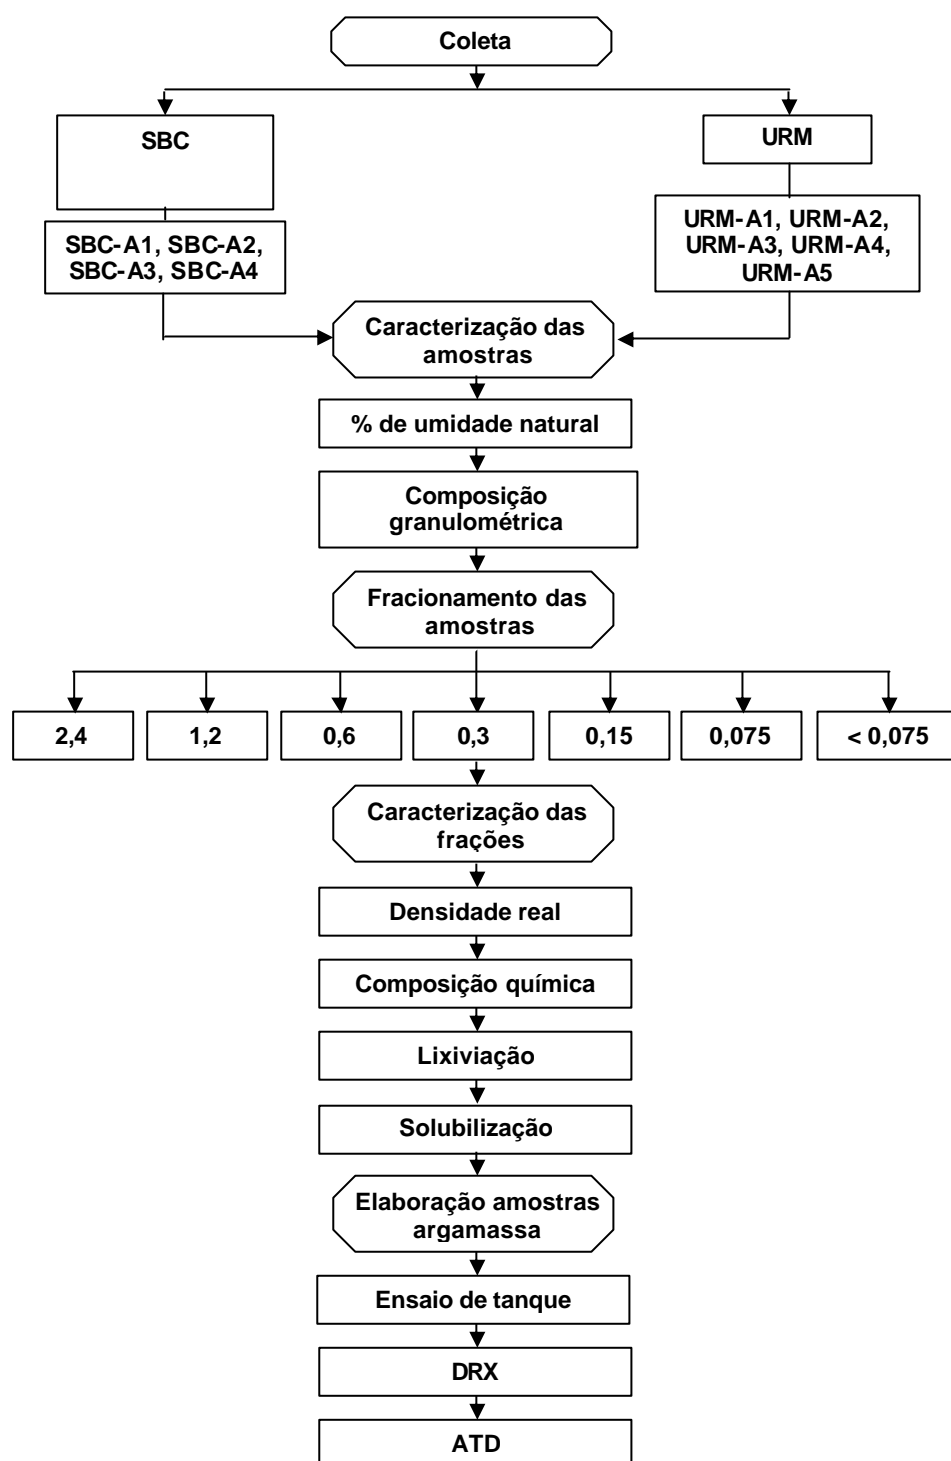 Coleta
SBC
URM
SBC-A1, SBC-A2,
SBC-A3, SBC-A4
URM-A1, URM-A2,
URM-A3, URM-A4,
URM-A5
Caracterização das
amostras
% de umidade natural
Composição
granulométrica
Fracionamento das
amostras
2,4
1,2
0,6
0,3
0,15
0,075
< 0,075
Caracterização das
frações
Densidade real
Composição química
Lixiviação
Solubilização
Elaboração amostras
argamassa
Ensaio de tanque
DRX
ATD